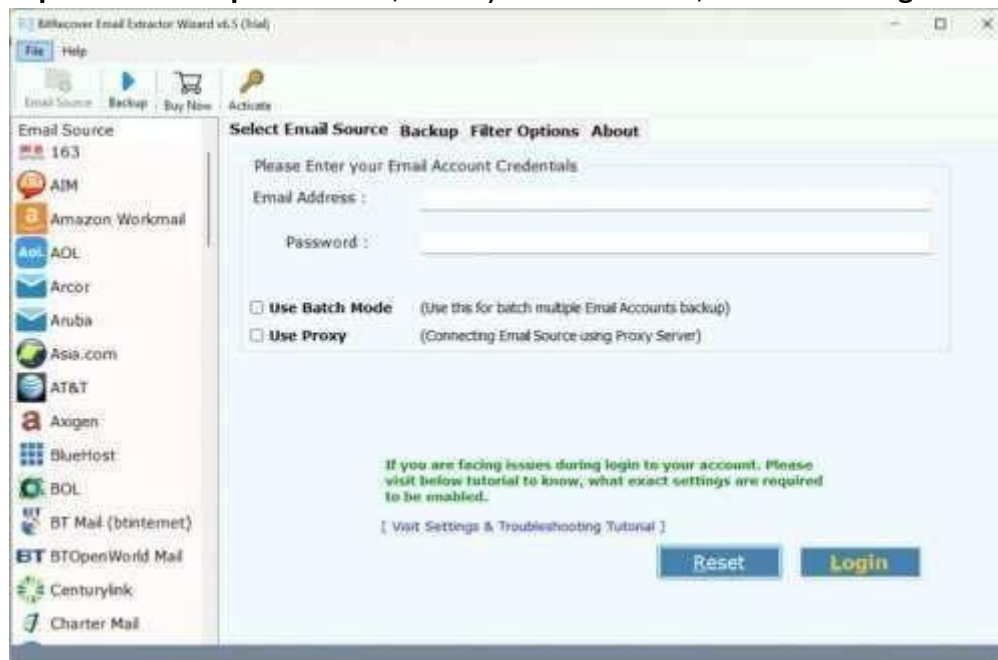 BitRecover Email Extractor Wizard v6.5 (Trial)
File Help
Email Source Backup Buy Now Activate
Email Source
163
AIM
Amazon Workmail
AOL
Arcor
Aruba
Asia.com
AT&T
Axigen
BlueHost
BOL
BT Mail (btinternet)
BTOpenWorld Mail
Centurylink
Charter Mail
Select Email Source Backup Filter Options About
Please Enter your Email Account Credentials
Email Address :
Password :
Use Batch Mode (Use this for batch multiple Email Accounts backup)
Use Proxy (Connecting Email Source using Proxy Server)
If you are facing issues during login to your account. Please
visit below tutorial to know, what exact settings are required
to be enabled.
[ Visit Settings & Troubleshooting Tutorial ]
Reset Login